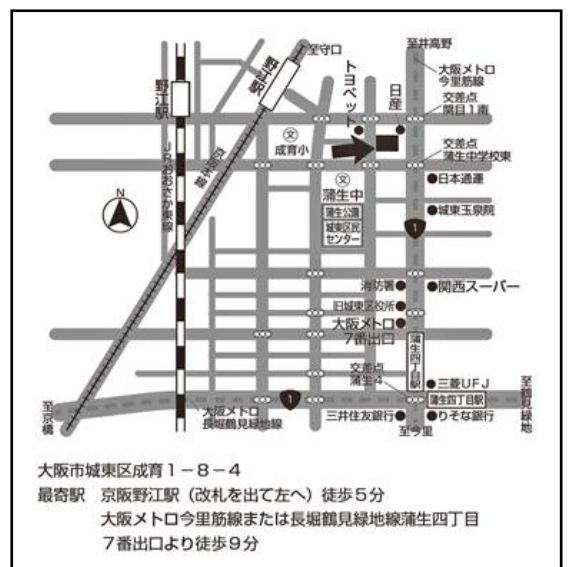 至守口
至井高野
大阪メトロ
今里筋線
野江駅
野江駅
トヨペット
日産
交差点
関目1南
文
成育小
交差点
蒲生中学校東
JRおおさか東線
京阪本線
文
蒲生中
日本通運
N
蒲生公園
城東区民
センター
城東玉泉院
1
消防署
関西スーパー
旧城東区役所
大阪メトロ
7番出口
蒲生四丁目駅
交差点
蒲生4
三菱UFJ
蒲生四丁目駅
至鶴見緑地
至京橋
大阪メトロ
長堀鶴見緑地線
1
三井住友銀行
りそな銀行
至今里
大阪市城東区成育1－8－4
最寄駅 京阪野江駅（改札を出て左へ）徒歩5分
大阪メトロ今里筋線または長堀鶴見緑地線蒲生四丁目
7番出口より徒歩9分